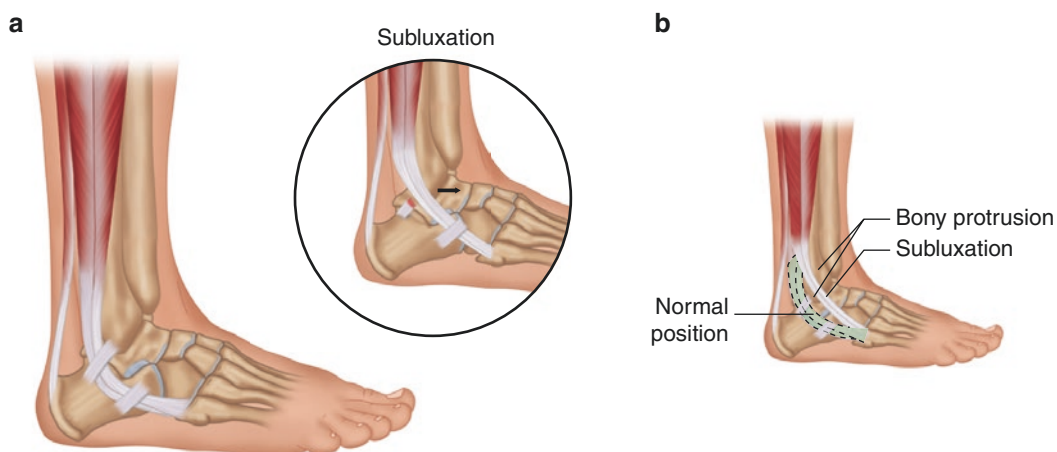 a
Subluxation
b
Bony protrusion
Subluxation
Normal
position